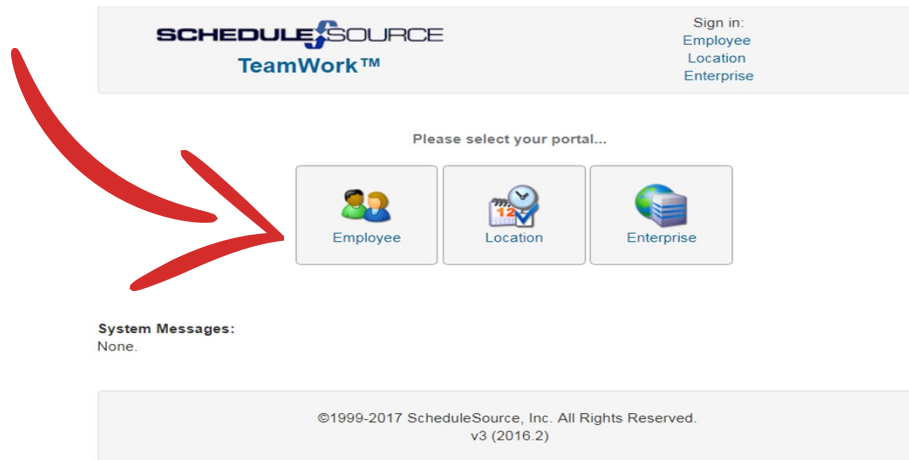 SCHEDULESOURCE
TeamWork™
Sign in:
Employee
Location
Enterprise
Please select your portal...
Employee
12
Location
Enterprise
System Messages:
None.
©1999-2017 ScheduleSource, Inc. All Rights Reserved.
v3 (2016.2)